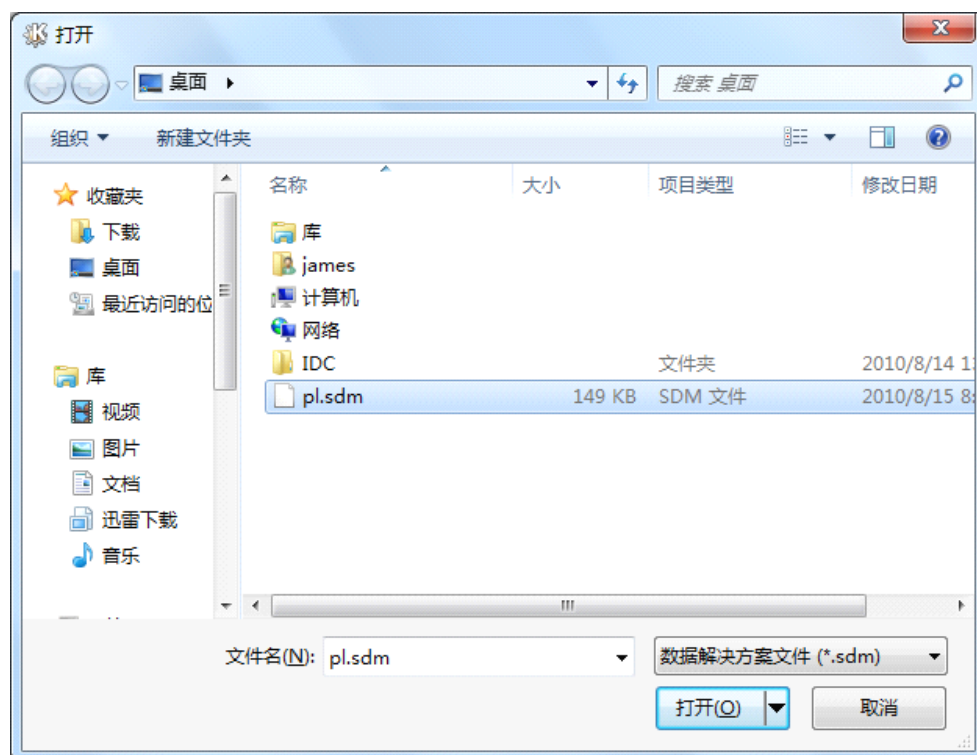 打开
桌面
搜索 桌面
组织 新建文件夹
收藏夹
下载
桌面
最近访问的位
库
视频
图片
文档
迅雷下载
音乐
名称 大小 项目类型 修改日期
库
james
计算机
网络
IDC 文件夹 2010/8/14 1
pl.sdm 149 KB SDM 文件 2010/8/15 8:
文件名(N): pl.sdm 数据解决方案文件 (*.sdm)
打开(O) 取消